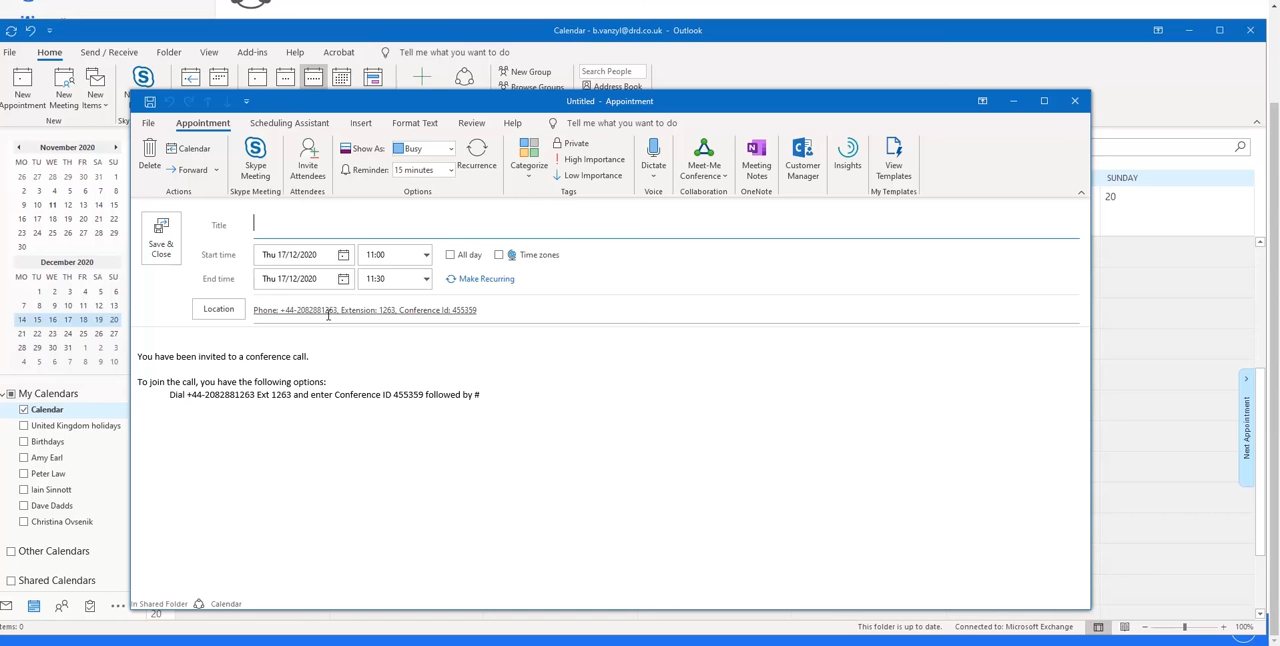 Calendar - b.vanzyl@drd.co.uk - Outlook
File Home Send / Receive Folder View Add-ins Help Acrobat Tell me what you want to do
New Appointment
New Meeting
New Items
New
New Group
Browse Groups
Search People
Address Book
Untitled - Appointment
File Appointment Scheduling Assistant Insert Format Text Review Help Tell me what you want to do
Delete
Calendar
Forward
Actions
Skype Meeting
Skype Meeting
Invite Attendees
Attendees
Show As: Busy
Reminder: 15 minutes
Recurrence
Options
Categorize
Private
High Importance
Low Importance
Tags
Dictate
Voice
Meet-Me Conference
Collaboration
Meeting Notes
OneNote
Customer Manager
Insights
View Templates
My Templates
Save & Close
Title
Start time Thu 17/12/2020 11:00 All day Time zones
End time Thu 17/12/2020 11:30 Make Recurring
Location Phone: +44-2082881263, Extension: 1263, Conference Id: 455359
You have been invited to a conference call.
To join the call, you have the following options:
Dial +44-2082881263 Ext 1263 and enter Conference ID 455359 followed by #
In Shared Folder Calendar
November 2020
MO TU WE TH FR SA SU
26 27 28 29 30 31 1
2 3 4 5 6 7 8
9 10 11 12 13 14 15
16 17 18 19 20 21 22
23 24 25 26 27 28 29
30
December 2020
MO TU WE TH FR SA SU
1 2 3 4 5 6
7 8 9 10 11 12 13
14 15 16 17 18 19 20
21 22 23 24 25 26 27
28 29 30 31 1 2 3
4 5 6 7 8 9 10
My Calendars
Calendar
United Kingdom holidays
Birthdays
Amy Earl
Peter Law
Iain Sinnott
Dave Dadds
Christina Ovsenik
Other Calendars
Shared Calendars
SUNDAY
20
Next Appointment
20
tems: 0
This folder is up to date. Connected to: Microsoft Exchange 100%